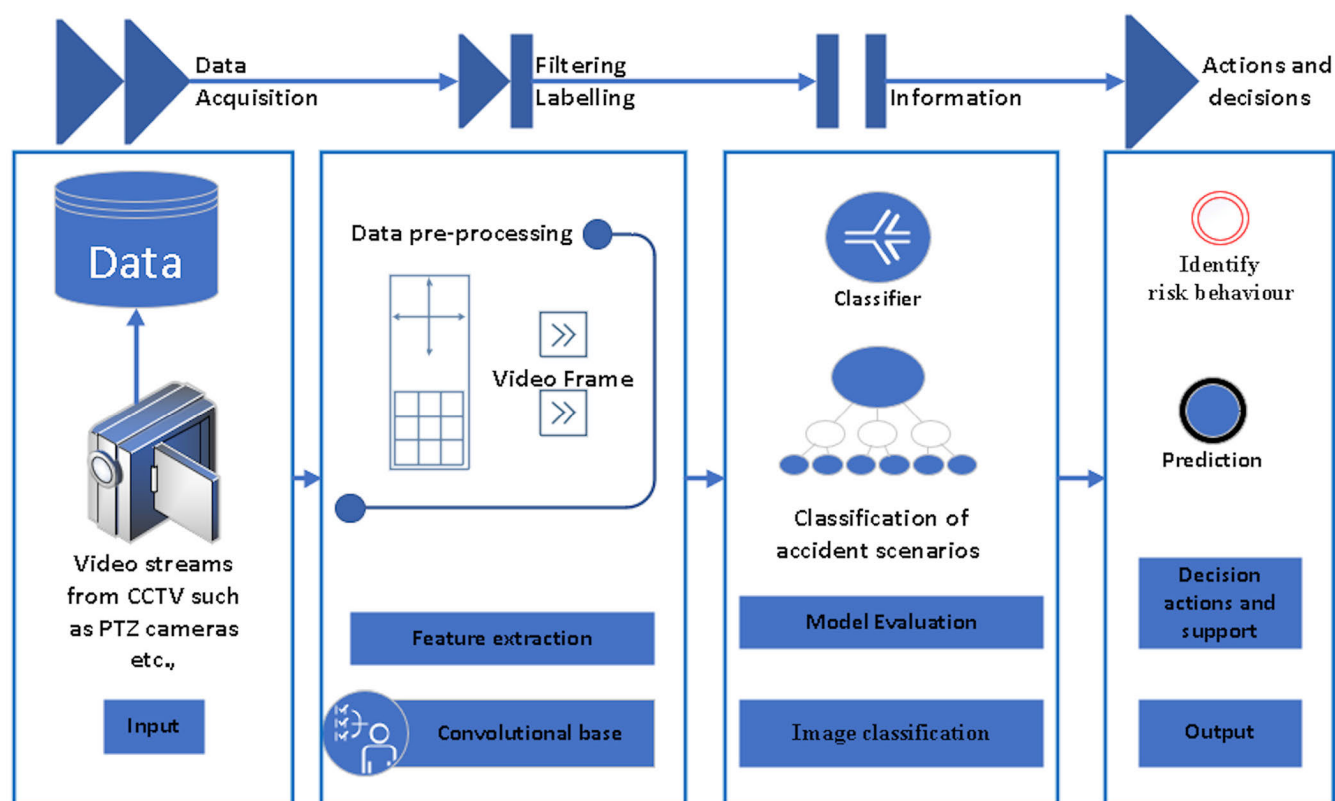 Data
Acquisition
Filtering
Labelling
Information
Actions and
decisions
Data
Video streams
from CCTV such
as PTZ cameras
etc.,
Input
Data pre-processing
Video Frame
Feature extraction
Convolutional base
Classifier
Classification of
accident scenarios
Model Evaluation
Image classification
Identify
risk behaviour
Prediction
Decision
actions and
support
Output